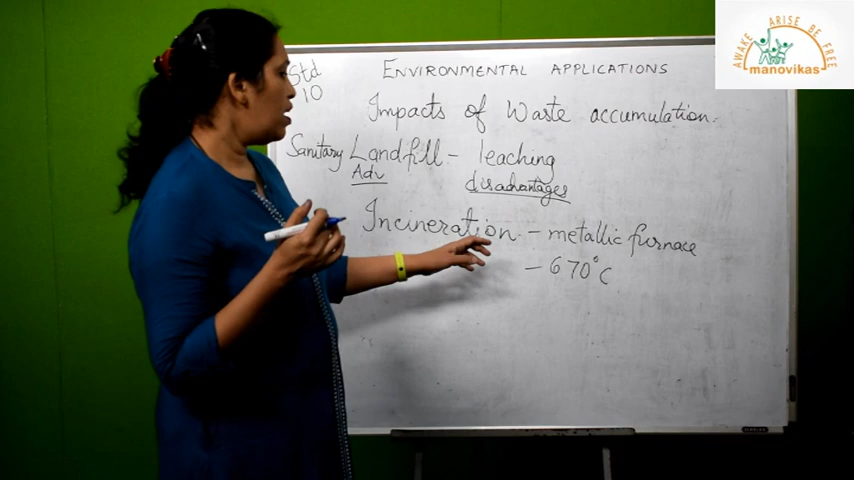 Std
10
ENVIRONMENTAL APPLICATIONS
Impacts of Waste accumulation.
Sanitary Landfill - leaching
Adv disadvantages
Incineration - metallic furnace
- 670°C
AWAKE ARISE BE FREE
manovikas